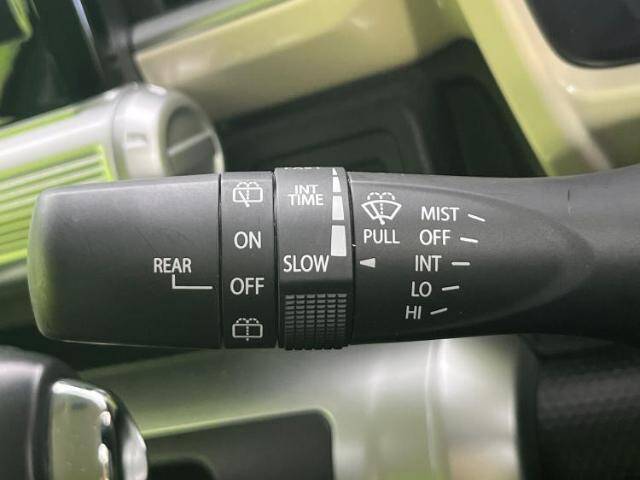 INT
TIME
SLOW
REAR
ON
OFF
PULL
MIST
OFF
INT
LO
HI